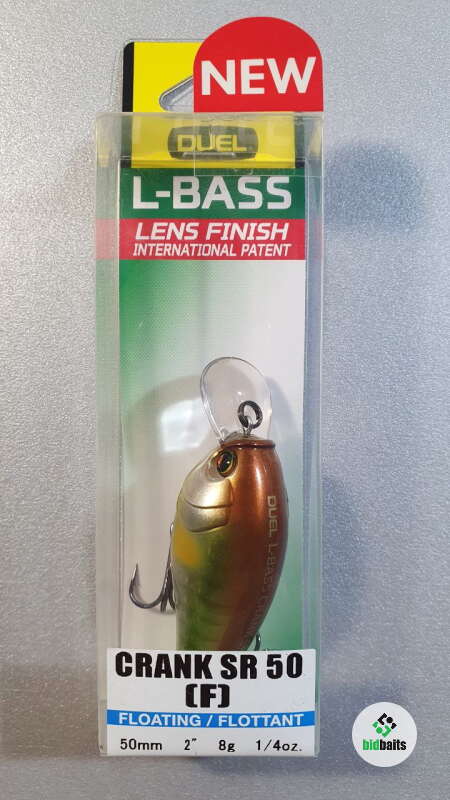 NEW
DUEL
L-BASS
LENS FINISH
INTERNATIONAL PATENT
DUEL L-BASS
CRANK SR 50
(F)
FLOATING / FLOTTANT
50mm 2" 8g 1/4oz.
bidbaits